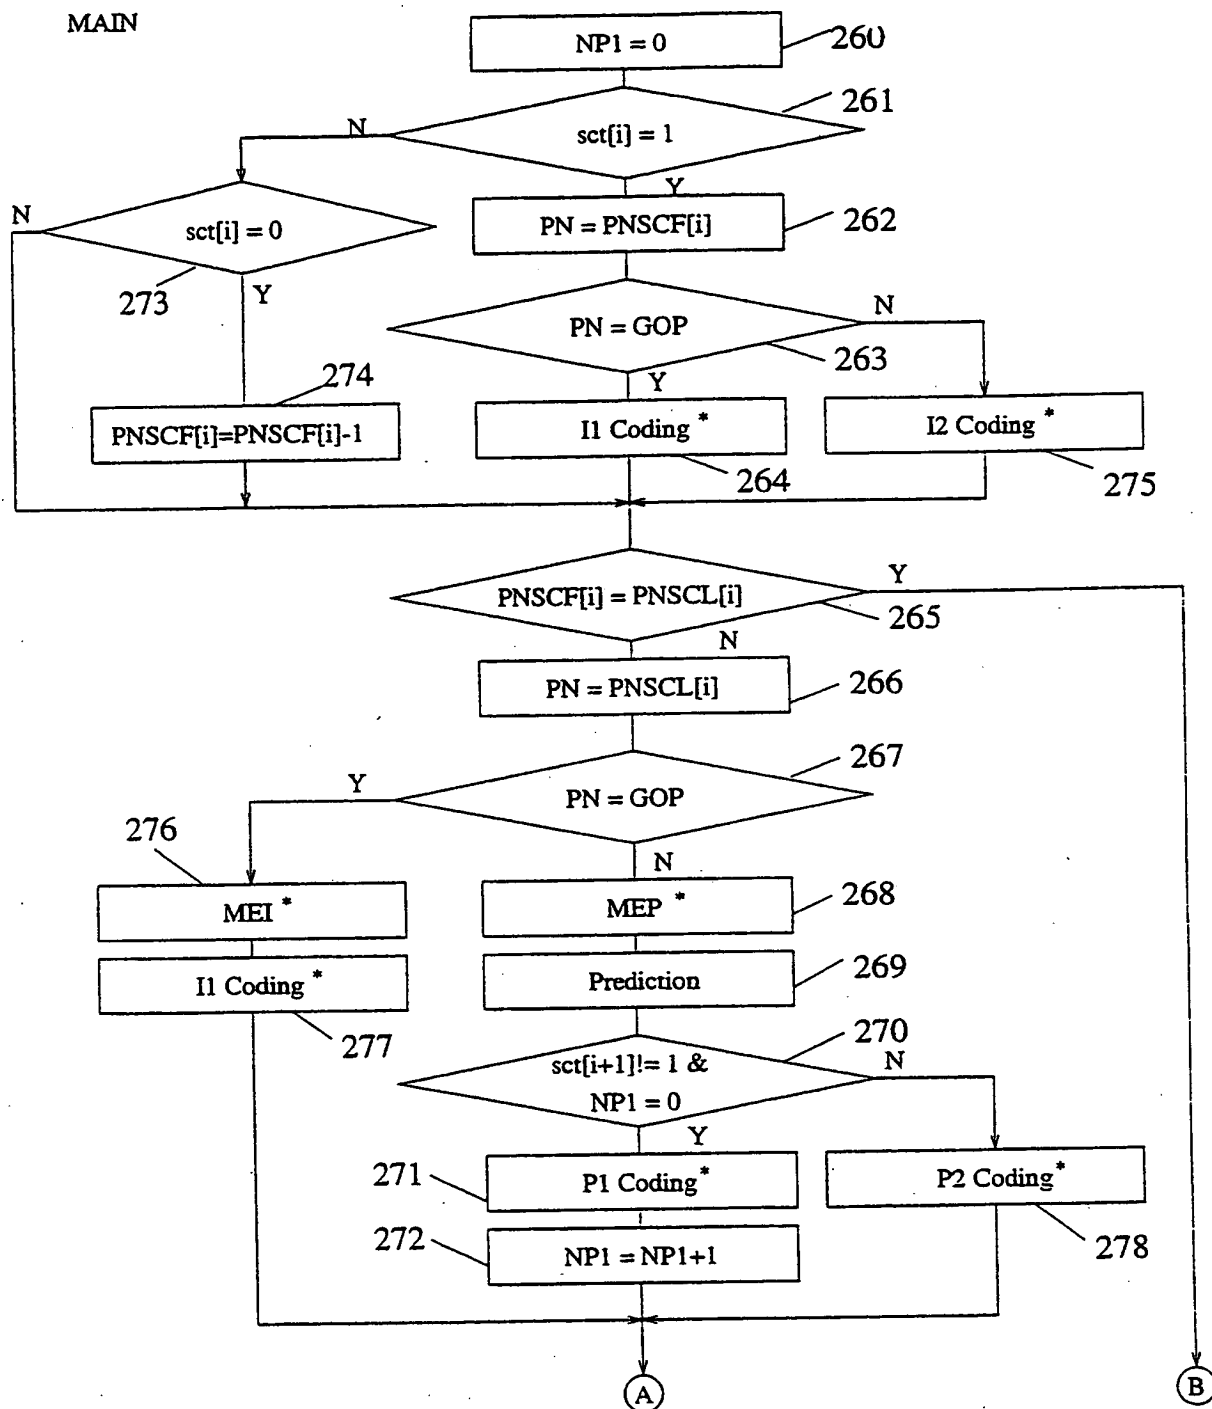 MAIN
NP1 = 0
260
261
N
sct[i] = 1
Y
N
sct[i] = 0
PN = PNSCF[i]
262
273
Y
N
PN = GOP
263
274
Y
PNSCF[i]=PNSCF[i]-1
I1 Coding *
I2 Coding *
264
275
Y
PNSCF[i] = PNSCL[i]
265
N
PN = PNSCL[i]
266
267
Y
PN = GOP
276
N
MEI *
MEP *
268
I1 Coding *
Prediction
269
277
270
sct[i+1]!= 1 &
N
NP1 = 0
Y
271
P1 Coding *
P2 Coding *
272
NP1 = NP1+1
278
A
B